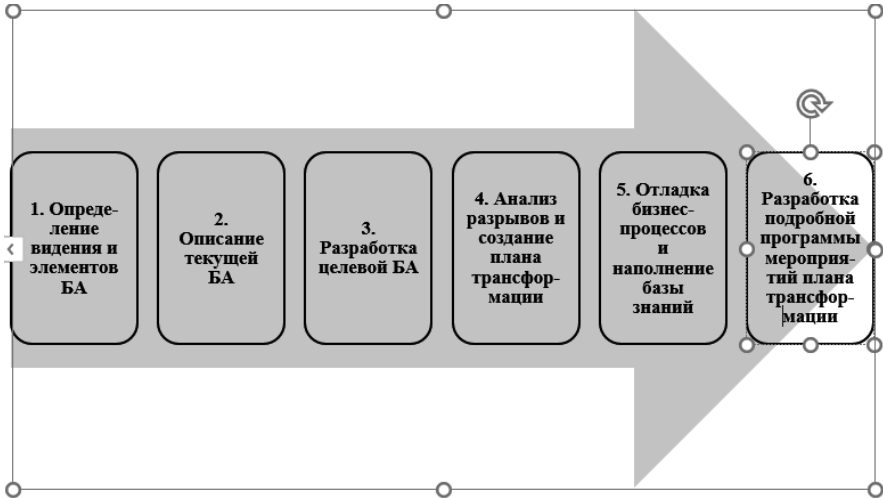 1. Опреде-
ление
видения и
элементов
БА
2.
Описание
текущей
БА
3.
Разработка
целевой БА
4. Анализ
разрывов и
создание
плана
трансфор-
мации
5. Отладка
бизнес-
процессов
и
наполнение
базы
знаний
6.
Разработка
подробной
программы
мероприя-
тий плана
трансфор-
мации